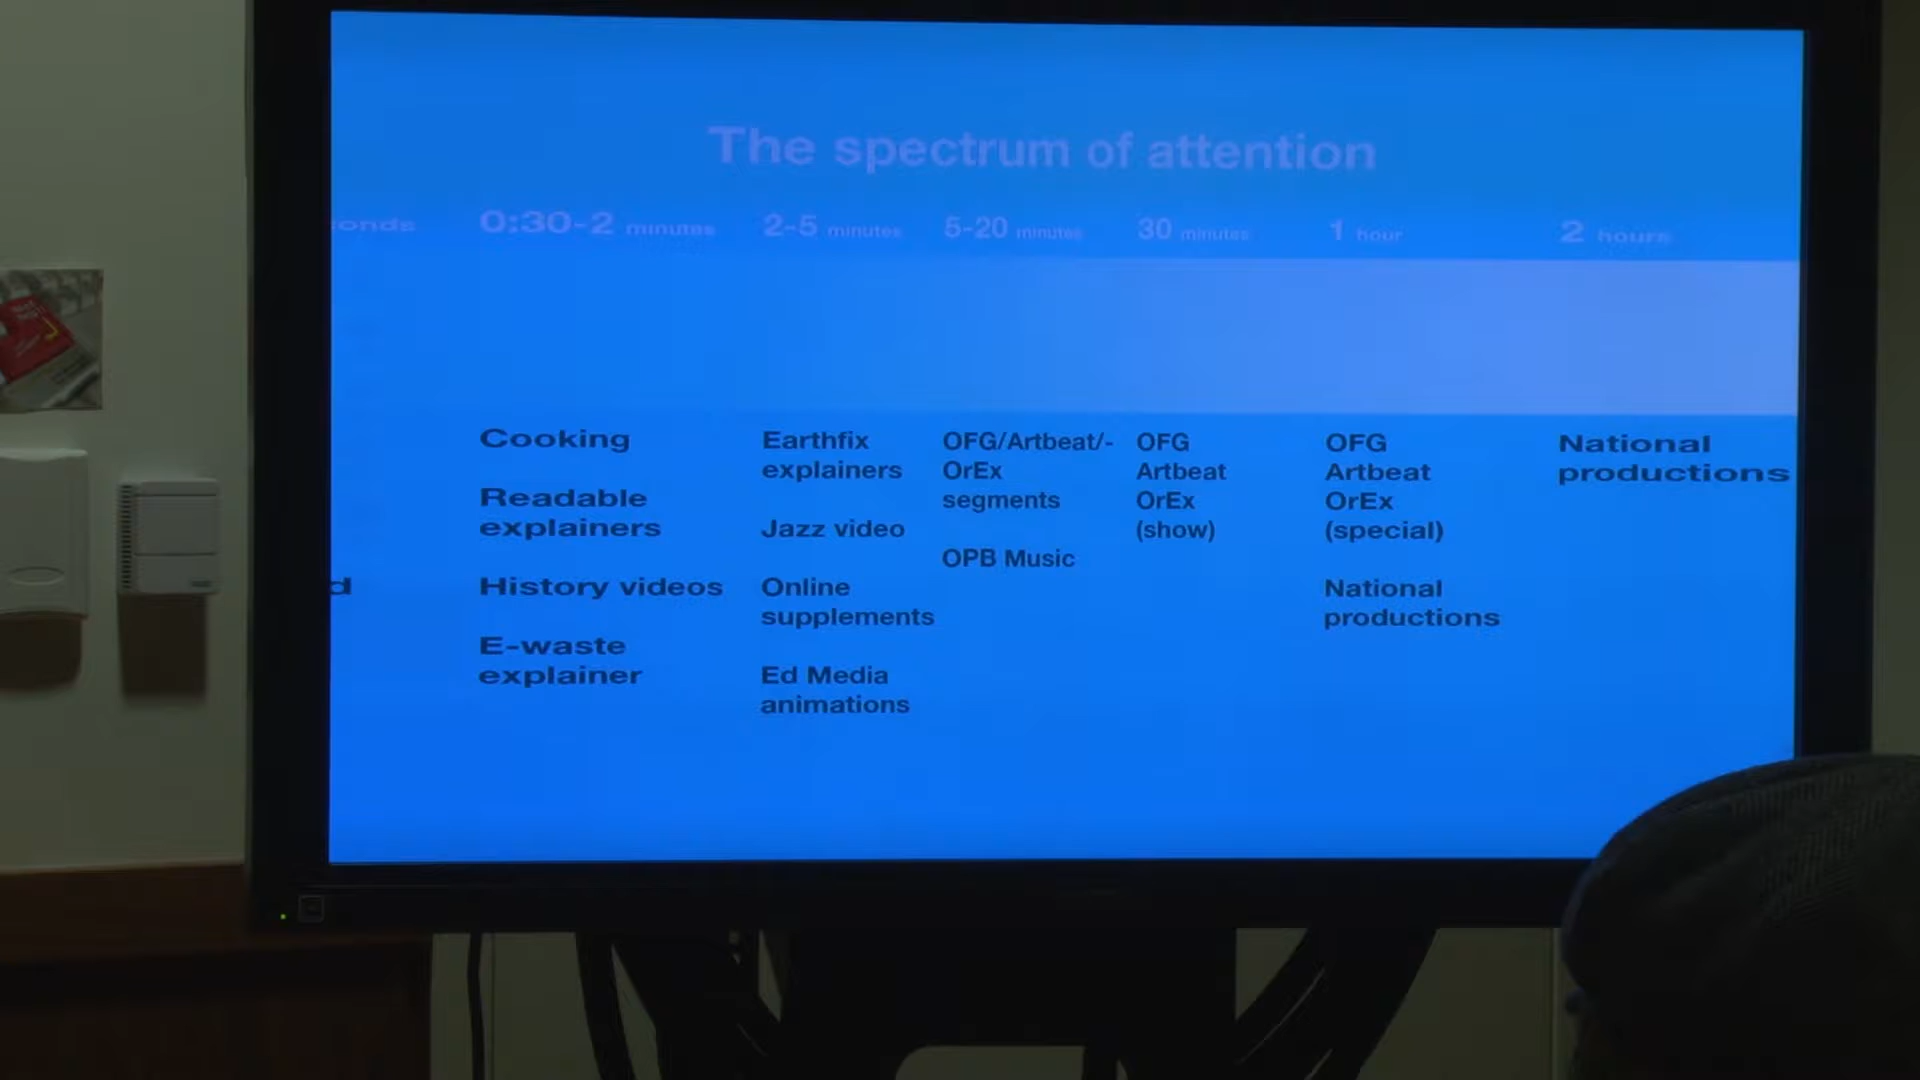 The spectrum of attention
onds
0:30-2 minutes
2-5 minutes
5-20 minutes
30 minutes
1 hour
2 hours
d
Cooking
Readable
explainers
History videos
E-waste
explainer
Earthfix
explainers
Jazz video
Online
supplements
Ed Media
animations
OFG/Artbeat/-
OrEx
segments
OPB Music
OFG
Artbeat
OrEx
(show)
OFG
Artbeat
OrEx
(special)
National
productions
National
productions